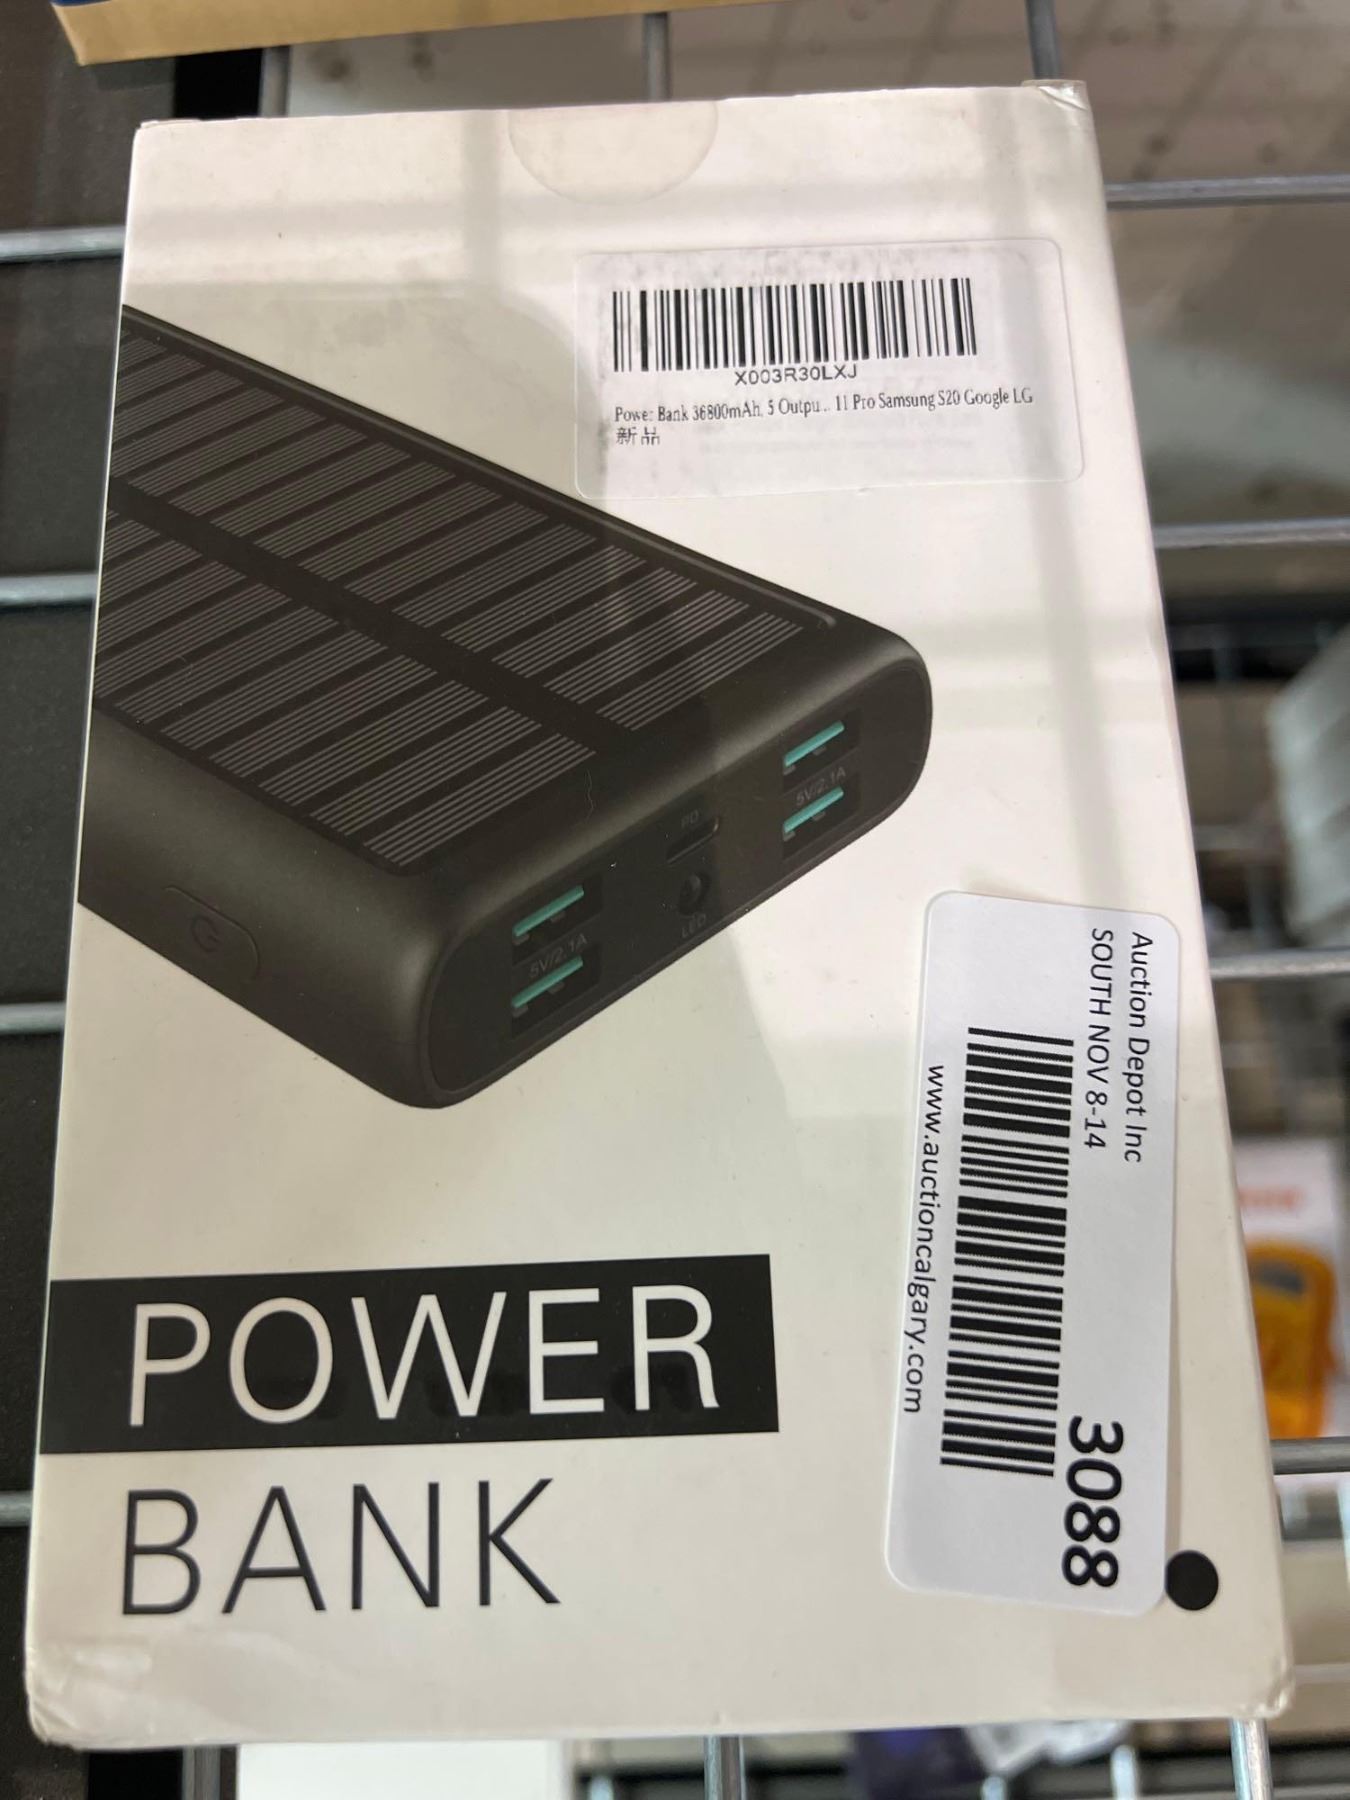 X003R30LXJ
Power Bank 36800mAh, 5 Outpu... 11 Pro Samsung S20 Google LG
新品
5V/2.1A
PD
LED
5V/2.1A
Auction Depot Inc
SOUTH NOV 8-14
3088
www.auctioncalgary.com
POWER
BANK